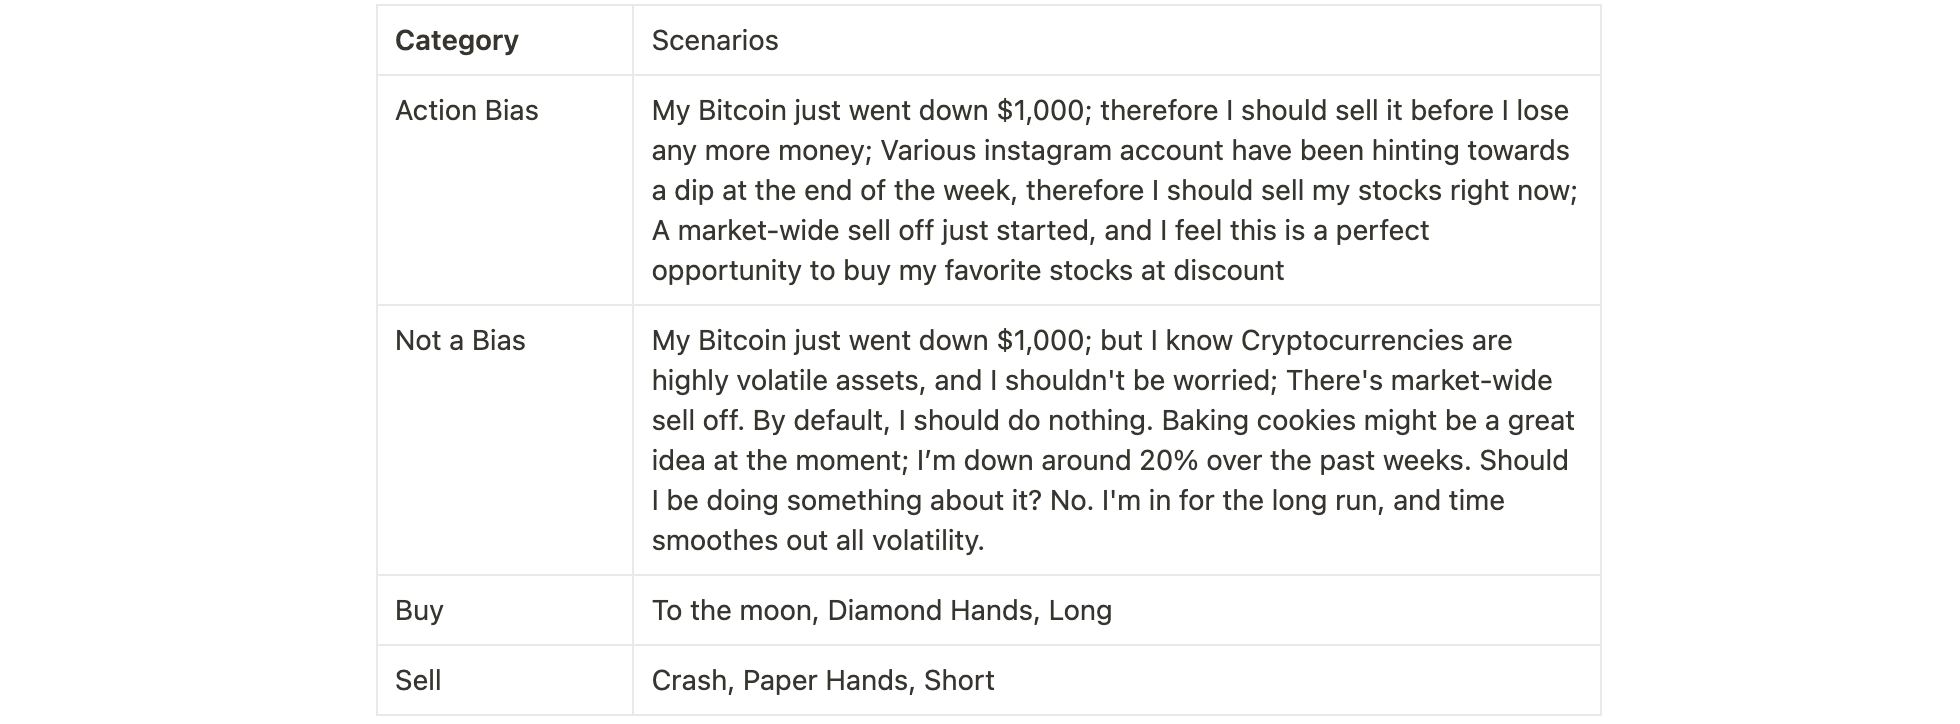 Category
Scenarios
Action Bias
My Bitcoin just went down $1,000; therefore I should sell it before I lose
any more money; Various instagram account have been hinting towards
a dip at the end of the week, therefore I should sell my stocks right now;
A market-wide sell off just started, and I feel this is a perfect
opportunity to buy my favorite stocks at discount
Not a Bias
My Bitcoin just went down $1,000; but I know Cryptocurrencies are
highly volatile assets, and I shouldn't be worried; There's market-wide
sell off. By default, I should do nothing. Baking cookies might be a great
idea at the moment; I’m down around 20% over the past weeks. Should
I be doing something about it? No. I'm in for the long run, and time
smoothes out all volatility.
Buy
To the moon, Diamond Hands, Long
Sell
Crash, Paper Hands, Short